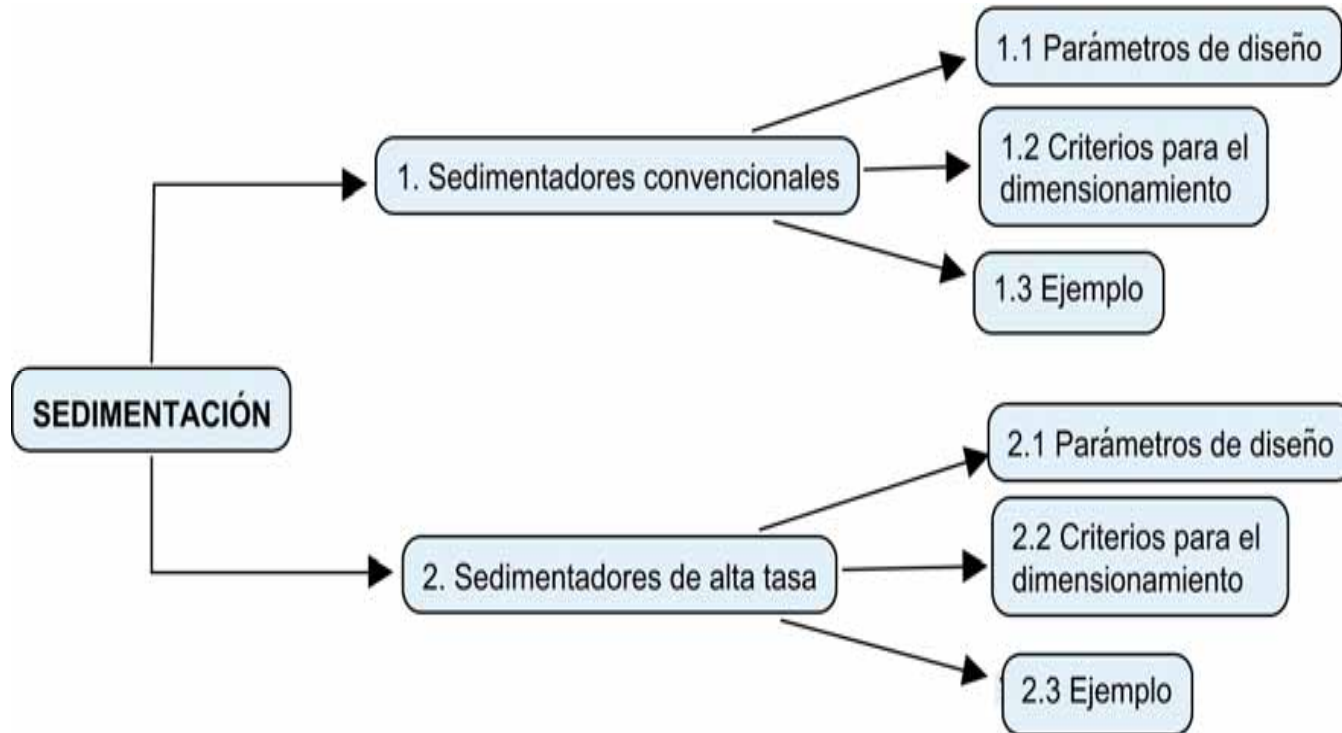 SEDIMENTACIÓN
1. Sedimentadores convencionales
1.1 Parámetros de diseño
1.2 Criterios para el
dimensionamiento
1.3 Ejemplo
2. Sedimentadores de alta tasa
2.1 Parámetros de diseño
2.2 Criterios para el
dimensionamiento
2.3 Ejemplo